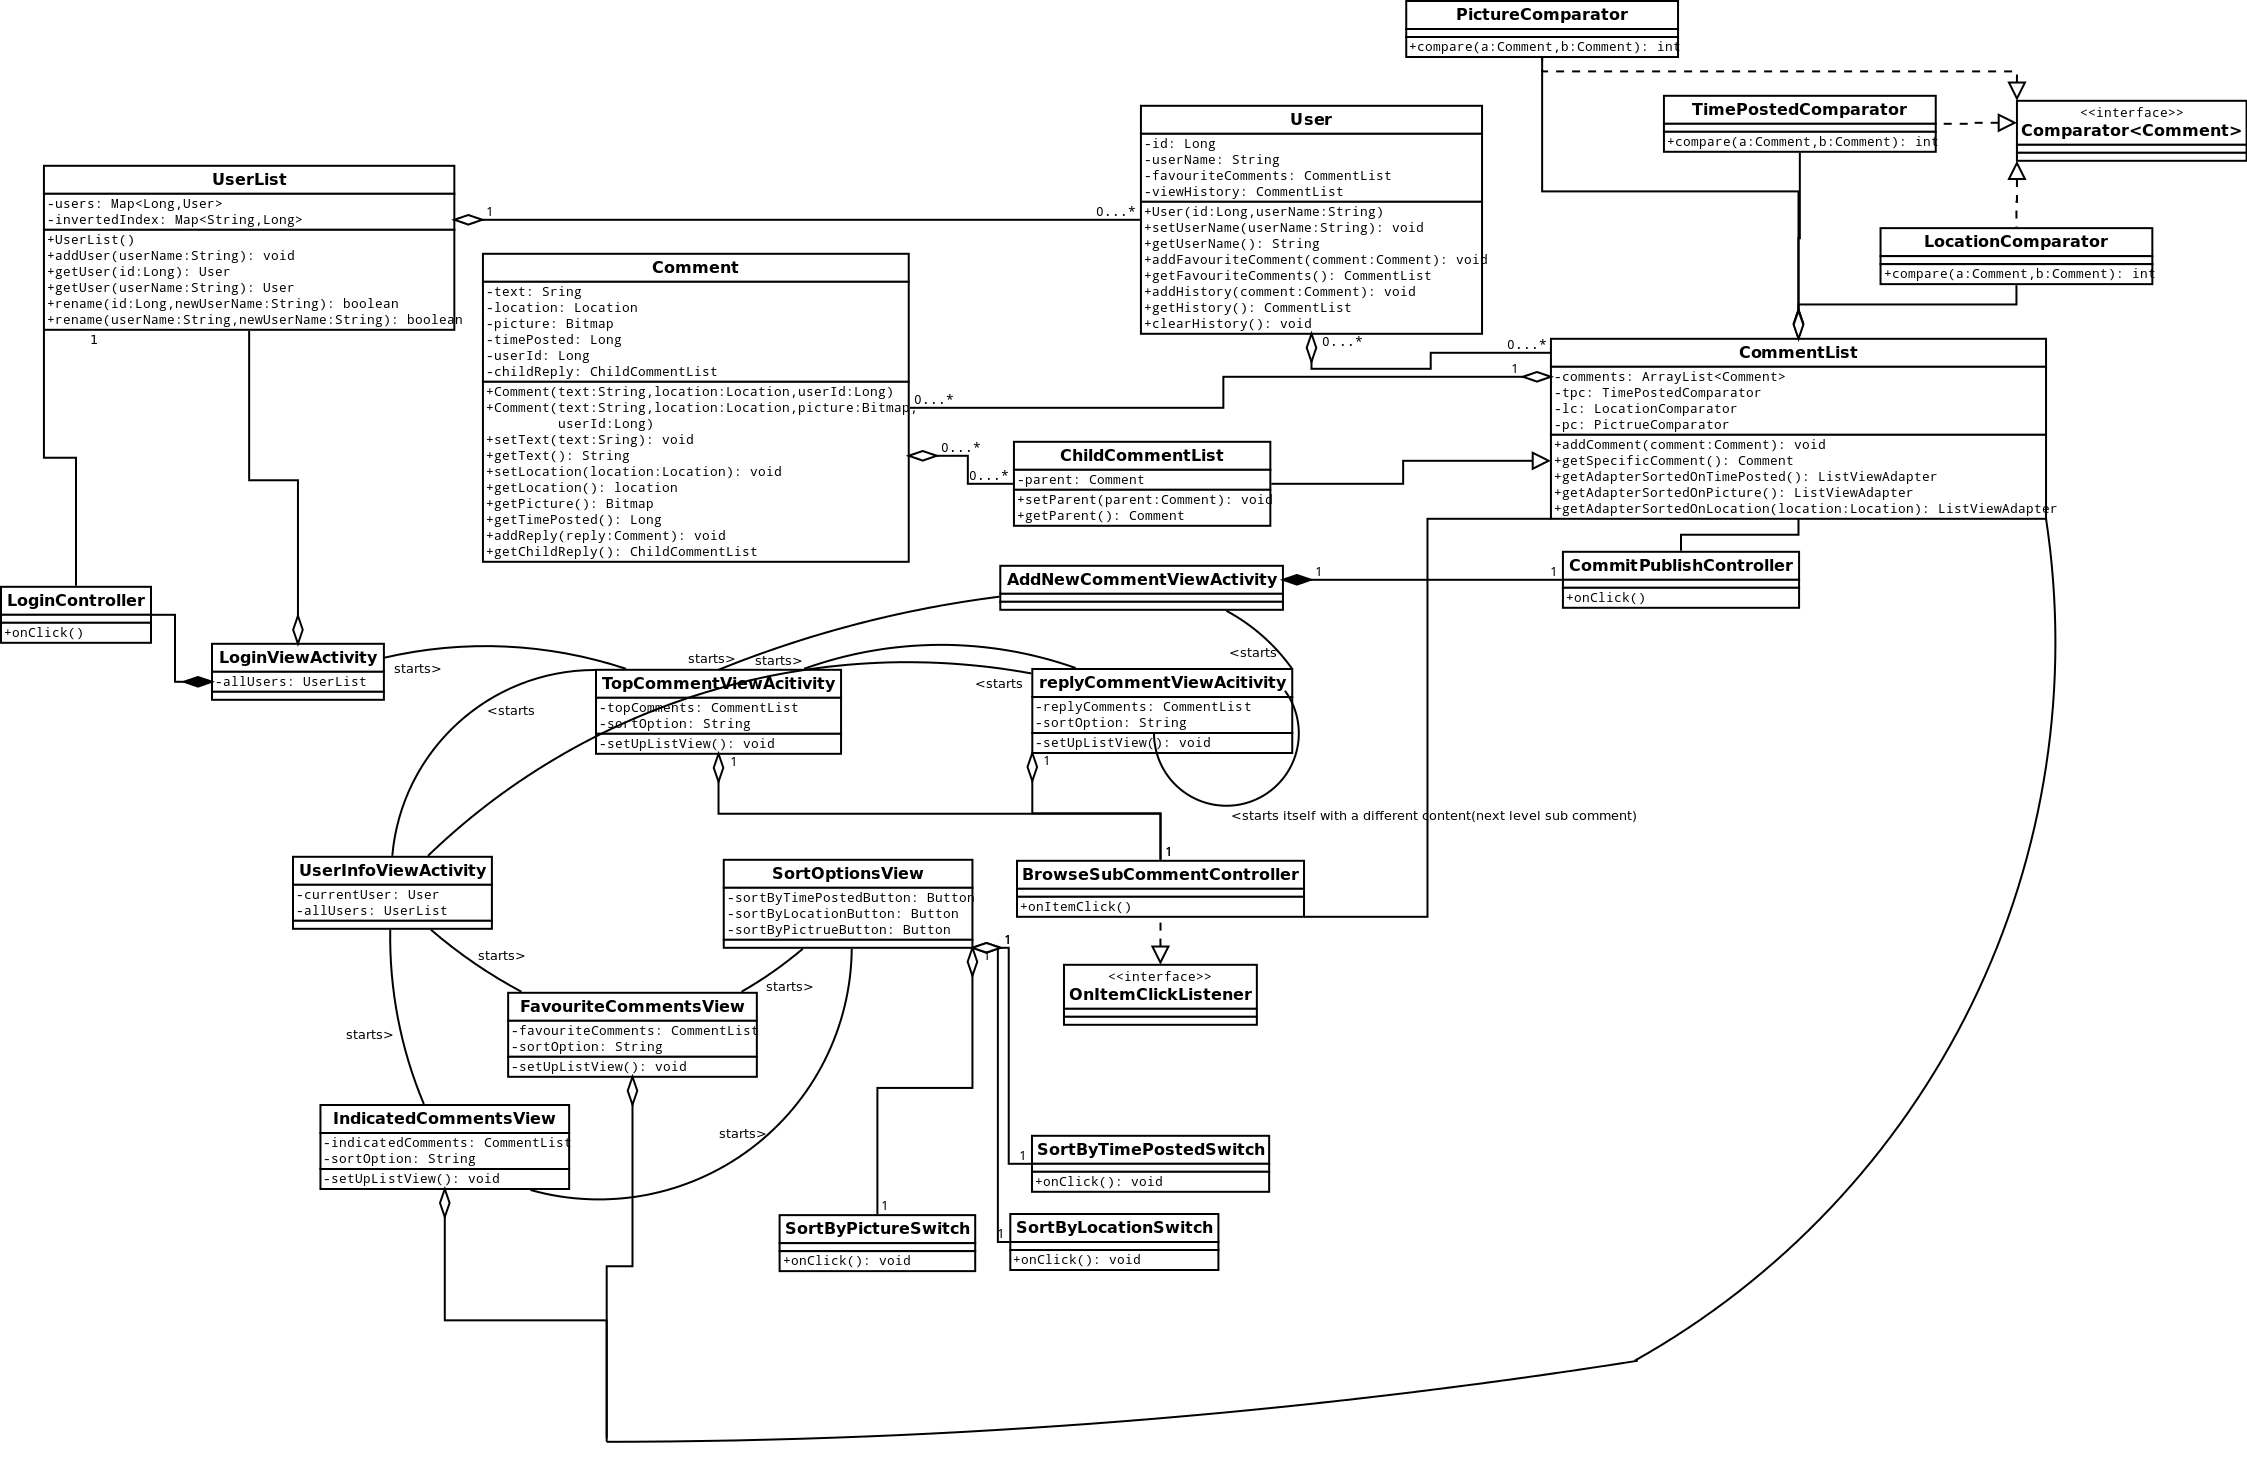 PictureComparator
+compare(a:Comment,b:Comment): int
TimePostedComparator
+compare(a:Comment,b:Comment): int
<<interface>>
Comparator<Comment>
LocationComparator
+compare(a:Comment,b:Comment): int
User
-id: Long
-userName: String
-favouriteComments: CommentList
-viewHistory: CommentList
+User(id:Long,userName:String)
+setUserName(userName:String): void
+getUserName(): String
+addFavouriteComment(comment:Comment): void
+getFavouriteComments(): CommentList
+addHistory(comment:Comment): void
+getHistory(): CommentList
+clearHistory(): void
UserList
-users: Map<Long,User>
-invertedIndex: Map<String,Long>
+UserList()
+addUser(userName:String): void
+getUser(id:Long): User
+getUser(userName:String): User
+rename(id:Long,newUserName:String): boolean
+rename(userName:String,newUserName:String): boolean
1
1
0...*
Comment
-text: Sring
-location: Location
-picture: Bitmap
-timePosted: Long
-userId: Long
-childReply: ChildCommentList
+Comment(text:String,location:Location,userId:Long)
+Comment(text:String,location:Location,picture:Bitmap,
userId:Long)
+setText(text:Sring): void
+getText(): String
+setLocation(location:Location): void
+getLocation(): location
+getPicture(): Bitmap
+getTimePosted(): Long
+addReply(reply:Comment): void
+getChildReply(): ChildCommentList
0...*
0...*
1
0...*
0...*
0...*
CommentList
-comments: ArrayList<Comment>
-tpc: TimePostedComparator
-lc: LocationComparator
-pc: PictrueComparator
+addComment(comment:Comment): void
+getSpecificComment(): Comment
+getAdapterSortedOnTimePosted(): ListViewAdapter
+getAdapterSortedOnPicture(): ListViewAdapter
+getAdapterSortedOnLocation(location:Location): ListViewAdapter
ChildCommentList
-parent: Comment
+setParent(parent:Comment): void
+getParent(): Comment
AddNewCommentViewActivity
1
1
CommitPublishController
+onClick()
LoginController
+onClick()
LoginViewActivity
-allUsers: UserList
starts>
starts>
starts>
<starts
<starts
<starts
TopCommentViewAcitivity
-topComments: CommentList
-sortOption: String
-setUpListView(): void
1
replyCommentViewAcitivity
-replyComments: CommentList
-sortOption: String
-setUpListView(): void
1
<starts itself with a different content(next level sub comment)
UserInfoViewActivity
-currentUser: User
-allUsers: UserList
SortOptionsView
-sortByTimePostedButton: Button
-sortByLocationButton: Button
-sortByPictrueButton: Button
1
BrowseSubCommentController
+onItemClick()
1
1
<<interface>>
OnItemClickListener
starts>
starts>
starts>
starts>
FavouriteCommentsView
-favouriteComments: CommentList
-sortOption: String
-setUpListView(): void
IndicatedCommentsView
-indicatedComments: CommentList
-sortOption: String
-setUpListView(): void
1
SortByTimePostedSwitch
+onClick(): void
1
SortByPictureSwitch
+onClick(): void
1
SortByLocationSwitch
+onClick(): void